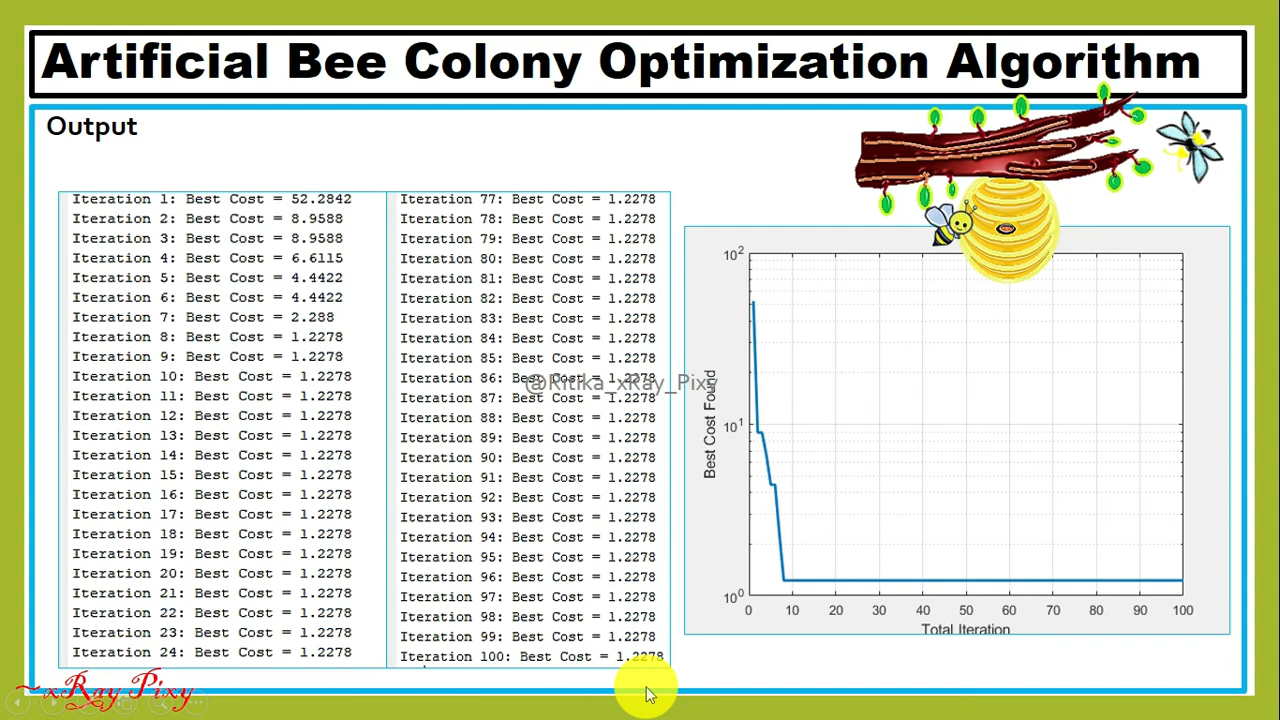 Artificial Bee Colony Optimization Algorithm
Output
Iteration 1: Best Cost = 52.2842
Iteration 2: Best Cost = 8.9588
Iteration 3: Best Cost = 8.9588
Iteration 4: Best Cost = 6.6115
Iteration 5: Best Cost = 4.4422
Iteration 6: Best Cost = 4.4422
Iteration 7: Best Cost = 2.288
Iteration 8: Best Cost = 1.2278
Iteration 9: Best Cost = 1.2278
Iteration 10: Best Cost = 1.2278
Iteration 11: Best Cost = 1.2278
Iteration 12: Best Cost = 1.2278
Iteration 13: Best Cost = 1.2278
Iteration 14: Best Cost = 1.2278
Iteration 15: Best Cost = 1.2278
Iteration 16: Best Cost = 1.2278
Iteration 17: Best Cost = 1.2278
Iteration 18: Best Cost = 1.2278
Iteration 19: Best Cost = 1.2278
Iteration 20: Best Cost = 1.2278
Iteration 21: Best Cost = 1.2278
Iteration 22: Best Cost = 1.2278
Iteration 23: Best Cost = 1.2278
Iteration 24: Best Cost = 1.2278
Iteration 77: Best Cost = 1.2278
Iteration 78: Best Cost = 1.2278
Iteration 79: Best Cost = 1.2278
Iteration 80: Best Cost = 1.2278
Iteration 81: Best Cost = 1.2278
Iteration 82: Best Cost = 1.2278
Iteration 83: Best Cost = 1.2278
Iteration 84: Best Cost = 1.2278
Iteration 85: Best Cost = 1.2278
Iteration 86: Best Cost = 1.2278
Iteration 87: Best Cost = 1.2278
Iteration 88: Best Cost = 1.2278
Iteration 89: Best Cost = 1.2278
Iteration 90: Best Cost = 1.2278
Iteration 91: Best Cost = 1.2278
Iteration 92: Best Cost = 1.2278
Iteration 93: Best Cost = 1.2278
Iteration 94: Best Cost = 1.2278
Iteration 95: Best Cost = 1.2278
Iteration 96: Best Cost = 1.2278
Iteration 97: Best Cost = 1.2278
Iteration 98: Best Cost = 1.2278
Iteration 99: Best Cost = 1.2278
Iteration 100: Best Cost = 1.2278
@Ritika_xRay_Pixy
Best Cost Found
10²
10¹
10⁰
0 10 20 30 40 50 60 70 80 90 100
Total Iteration
~xRay Pixy